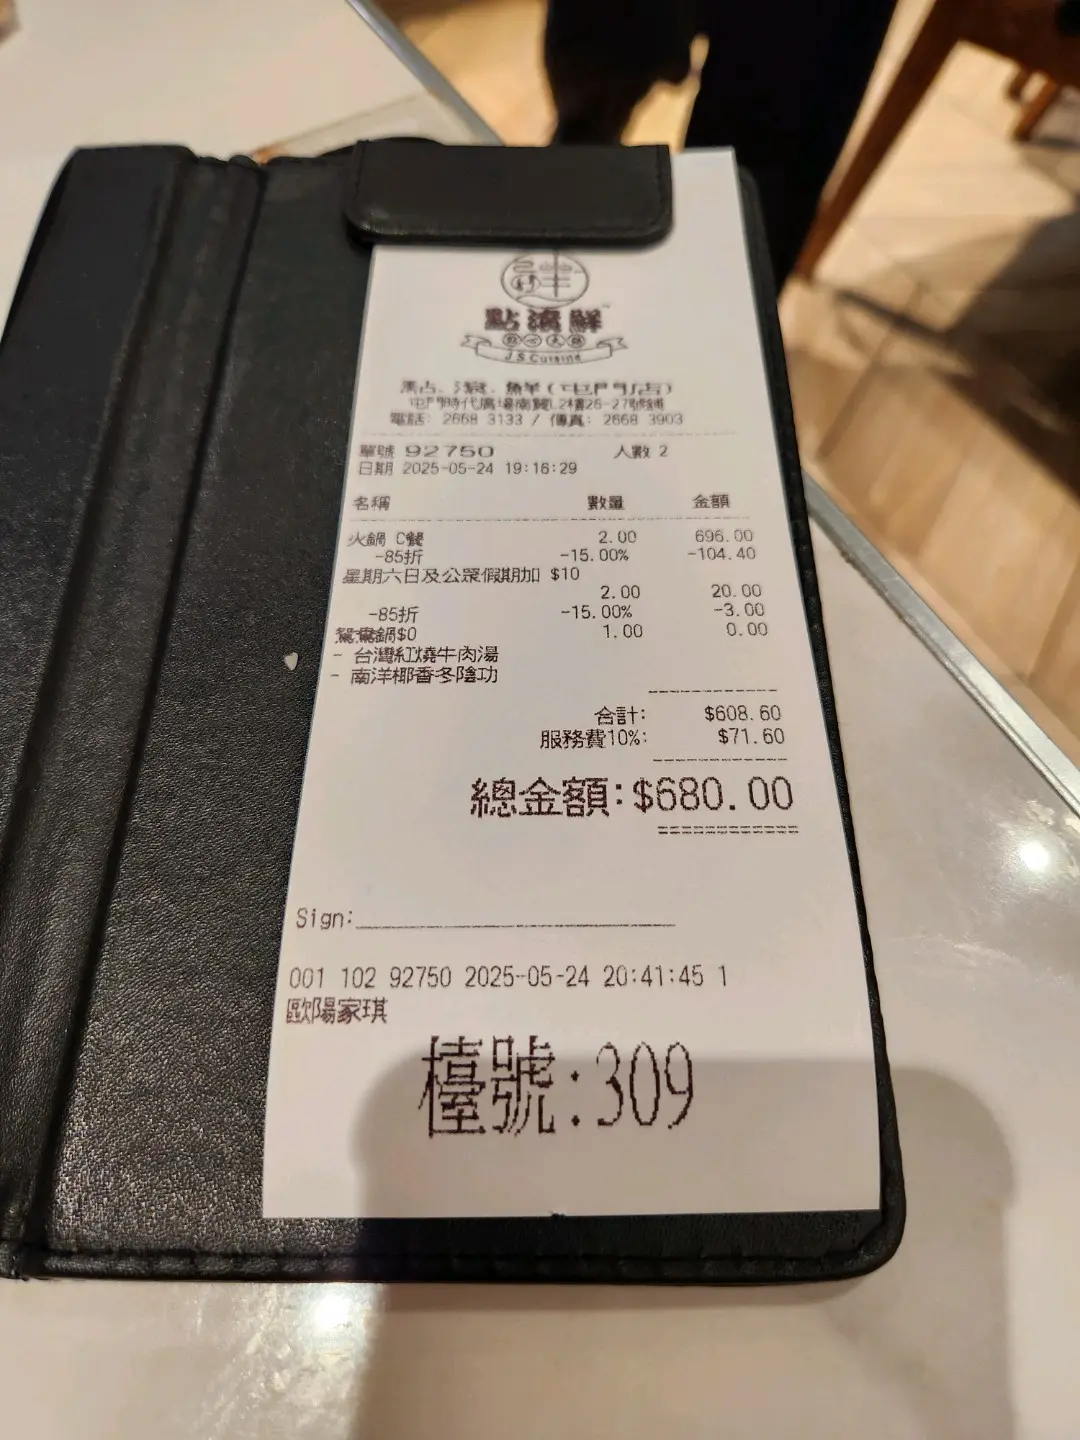 點滾鮮
點心火鍋
J.S Cuisine
點．滾．鮮(屯門店)
屯門時代廣場南翼L2樓26-27號舖
電話: 2668 3133 / 傳真: 2668 3903
單號 92750 人數 2
日期 2025-05-24 19:16:29
名稱 數量 金額
火鍋 C餐 2.00 696.00
-85折 -15.00% -104.40
星期六日及公眾假期加 $10
2.00 20.00
-85折 -15.00% -3.00
鴛鴦鍋$0 1.00 0.00
- 台灣紅燒牛肉湯
- 南洋椰香冬陰功
合計: $608.60
服務費10%: $71.60
總金額:$680.00
Sign:
001 102 92750 2025-05-24 20:41:45 1
歐陽家琪
檯號:309